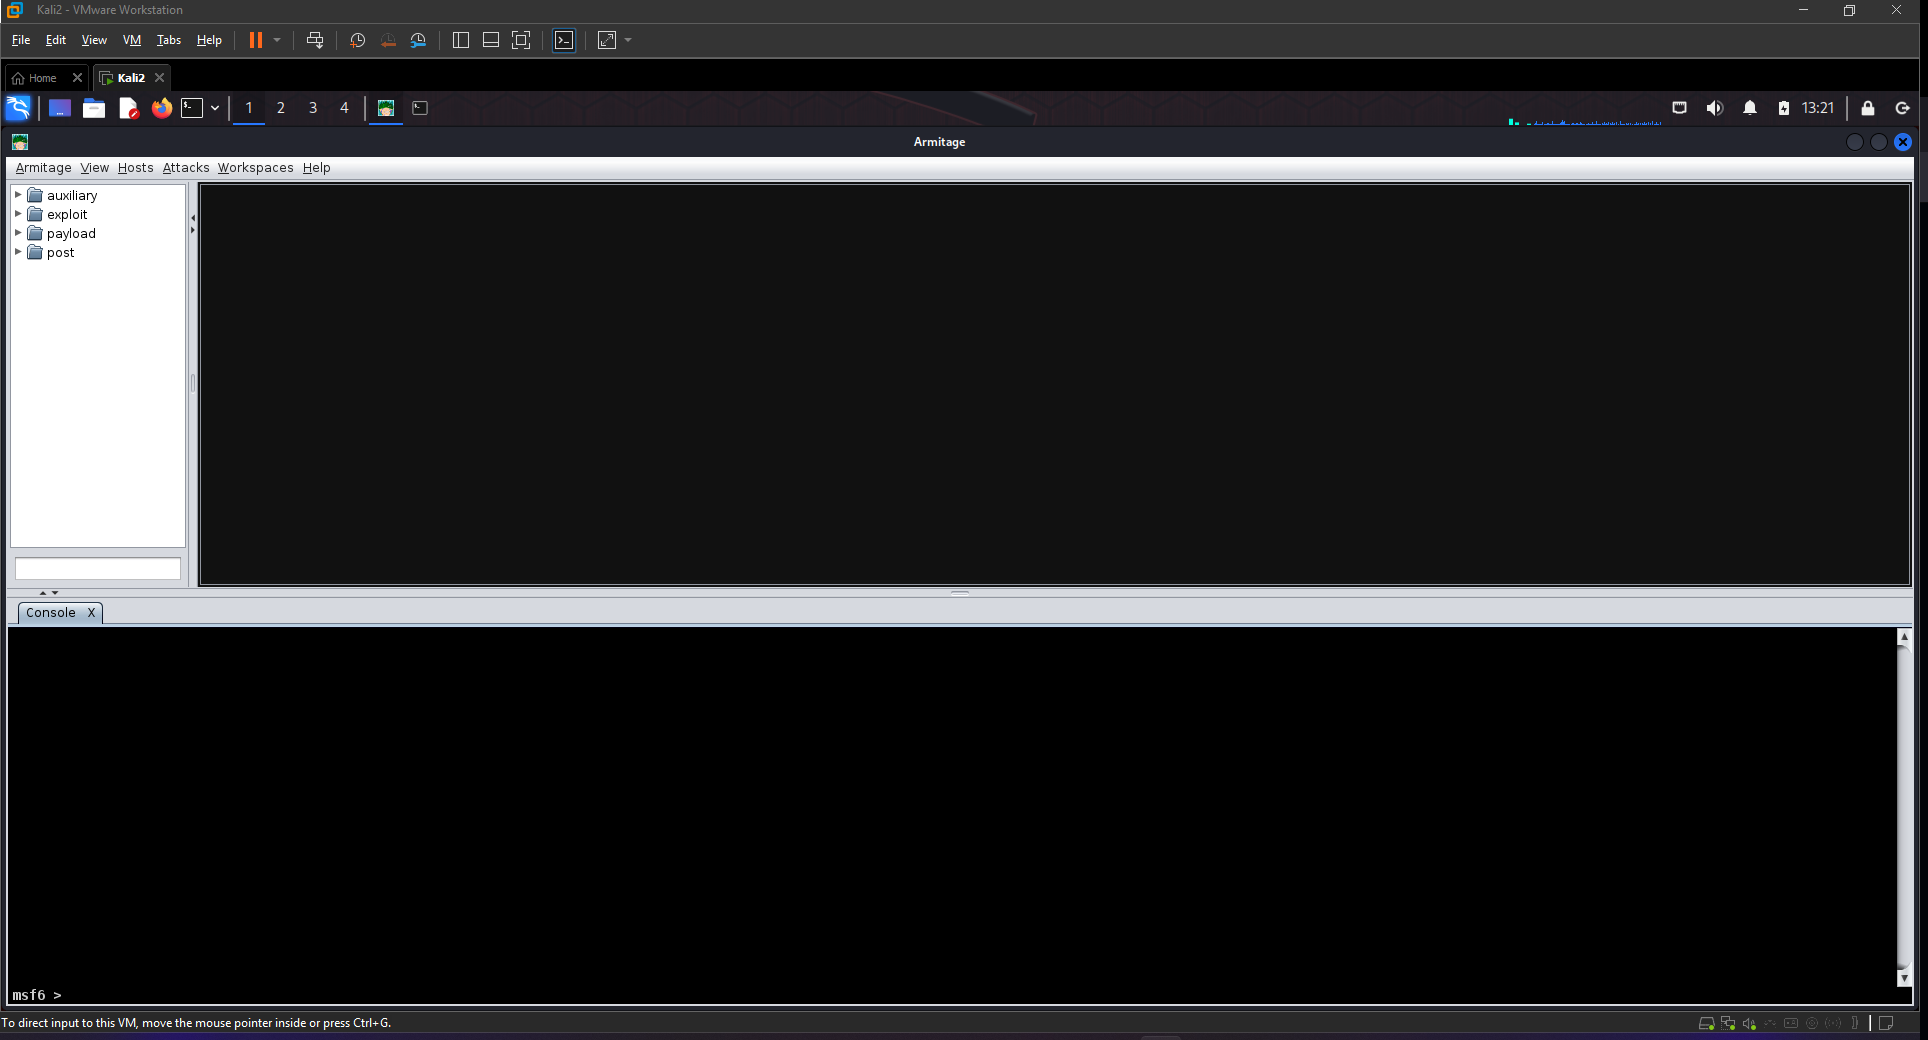 Kali2 - VMware Workstation
File Edit View VM Tabs Help
Home Kali2
1 2 3 4 13:21
Armitage
Armitage View Hosts Attacks Workspaces Help
auxiliary
exploit
payload
post
Console X
msf6 >
To direct input to this VM, move the mouse pointer inside or press Ctrl+G.